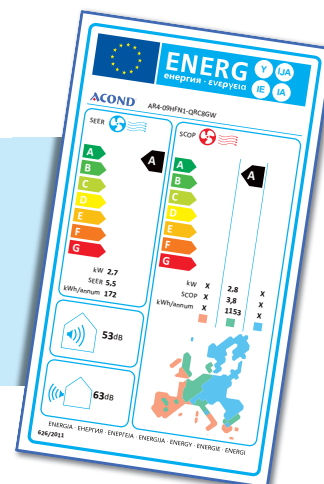 ENERG Y IJA
енергия · ενεργεια IE IA
ACOND AR4-09HFN1-QRC8GW
SEER
SCOP
A
B
C
D
E
F
G
A
A
B
C
D
E
F
G
A
kW 2,7
SEER 5,5
kWh/annum 172
kW X 2,8 X
SCOP X 3,8 X
kWh/annum X 1153 X
53dB
63dB
ENERGIA · ЕНЕРГИЯ · ΕΝΕΡΓΕΙΑ · ENERGIJA · ENERGY · ENERGIE · ENERGI
626/2011